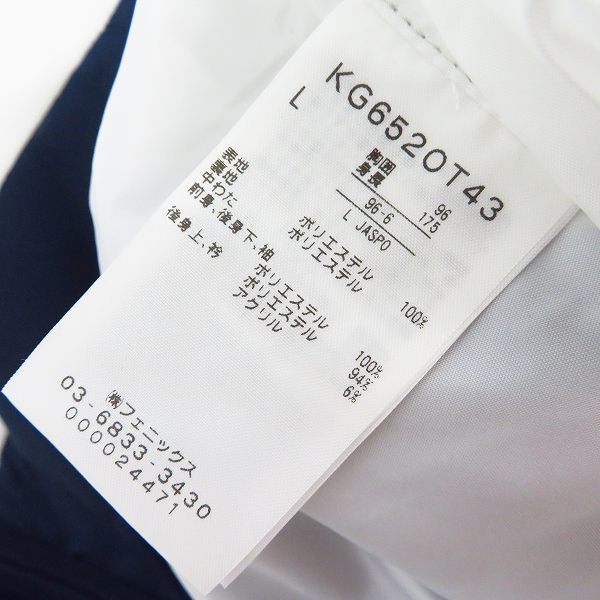 KG6520T43
L
胸囲 96
身長 175
96-6
L JASPO
表地 ポリエステル
裏地 ポリエステル 100%
中わた
前身、後身下、袖 ポリエステル 100%
後身上、衿 ポリエステル 94%
アクリル 6%
㈱フェニックス
03-6833-3430
000024471